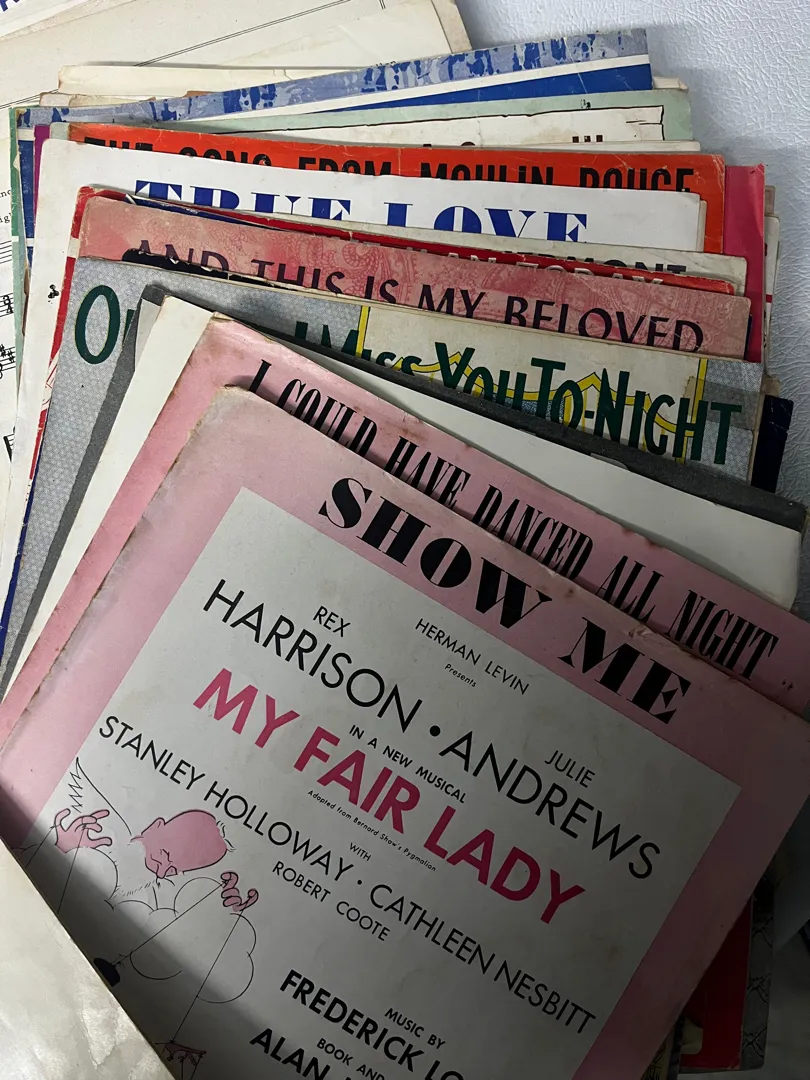 THE SONG FROM MOULIN ROUGE
TRUE LOVE
AND THIS IS MY BELOVED
I MISS YOU TO-NIGHT
I COULD HAVE DANCED ALL NIGHT
SHOW ME
HERMAN LEVIN
Presents
REX
HARRISON • JULIE
ANDREWS
IN A NEW MUSICAL
MY FAIR LADY
Adapted from Bernard Shaw's Pygmalion
WITH
STANLEY HOLLOWAY • CATHLEEN NESBITT
ROBERT COOTE
MUSIC BY
FREDERICK LO
BOOK AND
ALAN